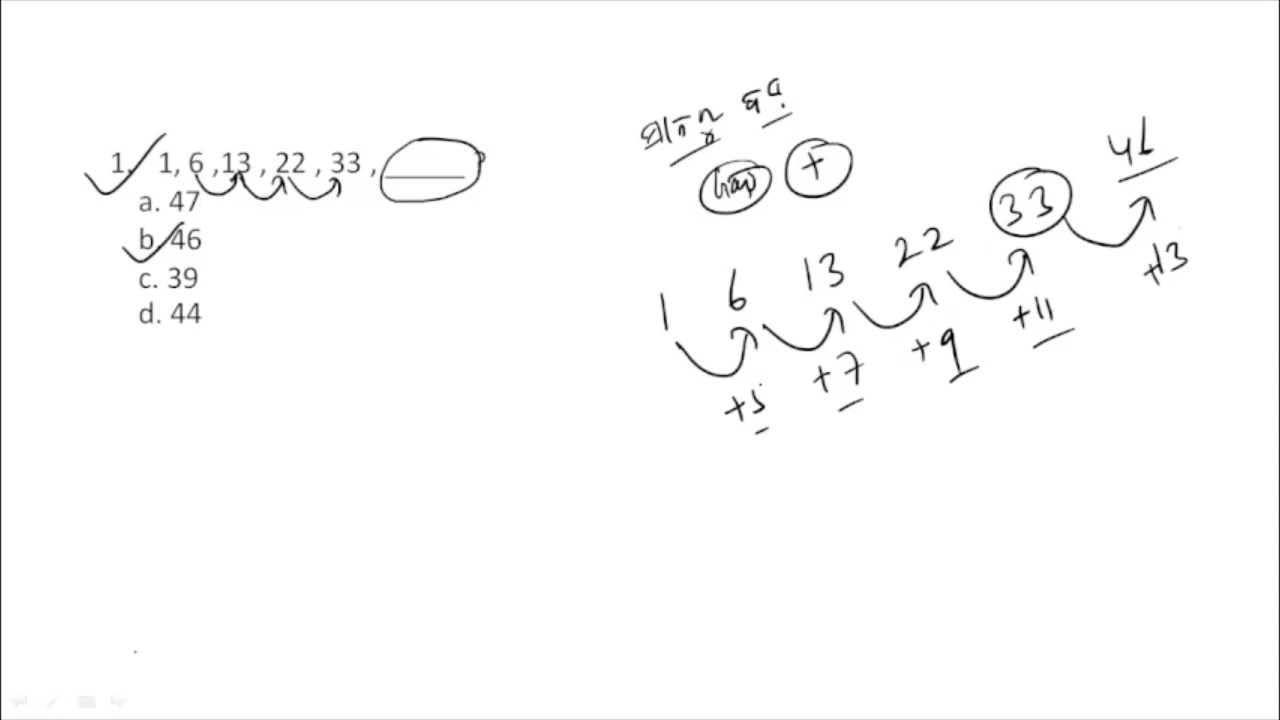 1. 1, 6 ,13 , 22 , 33 , ________ ?
a. 47
b. 46
c. 39
d. 44
+
1 6 13 22 33 46
+5 +7 +9 +11 +13